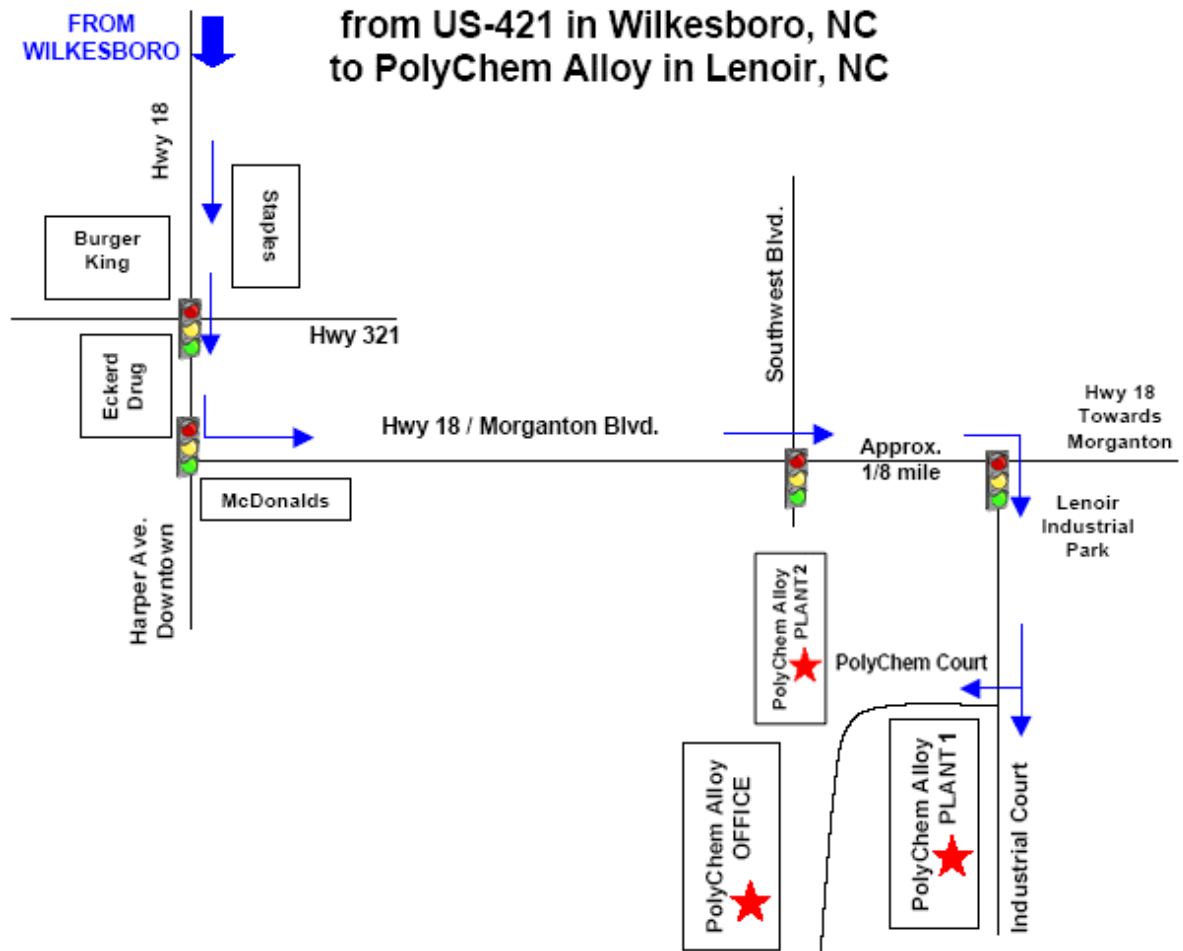 from US-421 in Wilkesboro, NC
to PolyChem Alloy in Lenoir, NC
FROM
WILKESBORO
Hwy 18
Staples
Burger
King
Hwy 321
Eckerd
Drug
Southwest Blvd.
Hwy 18 / Morganton Blvd.
Approx.
1/8 mile
Hwy 18
Towards
Morganton
McDonalds
Lenoir
Industrial
Park
Harper Ave.
Downtown
PolyChem Alloy
PLANT2
PolyChem Court
PolyChem Alloy
OFFICE
PolyChem Alloy
PLANT1
Industrial Court